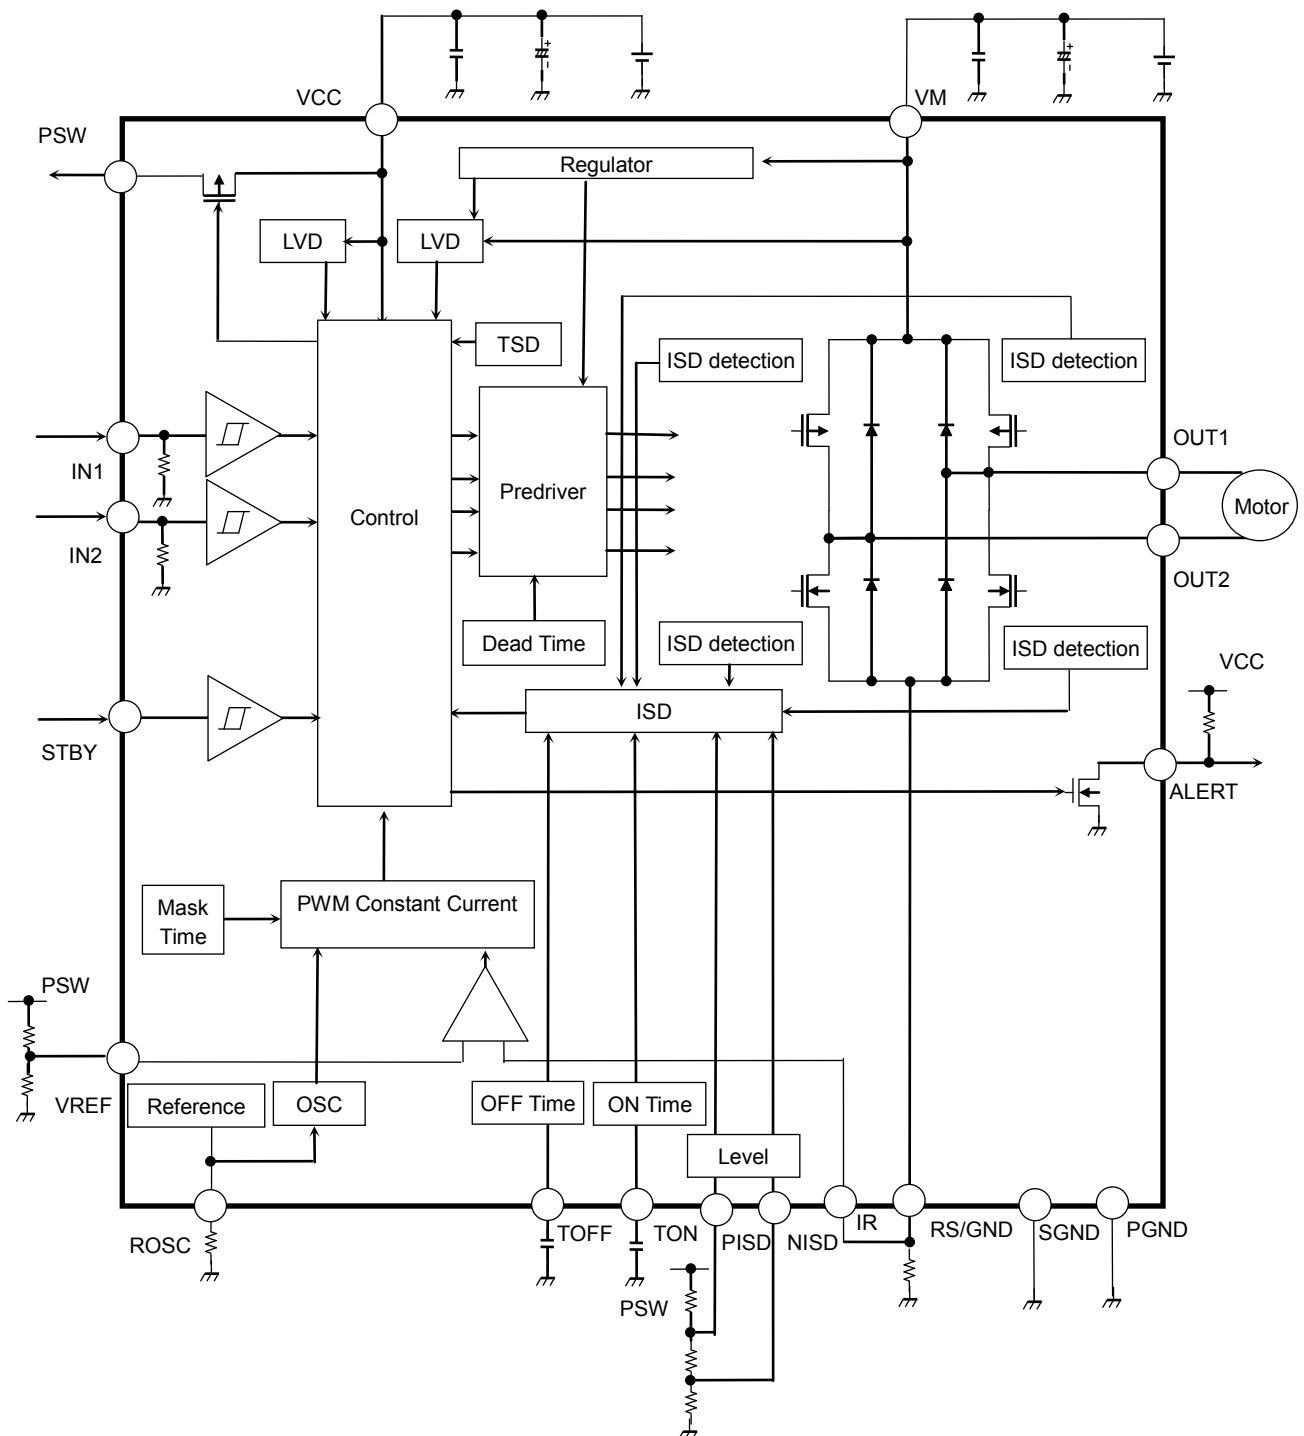 VCC
VM
PSW
Regulator
LVD
LVD
TSD
ISD detection
ISD detection
IN1
OUT1
Motor
Predriver
Control
IN2
OUT2
Dead Time
ISD detection
ISD detection
VCC
ISD
STBY
ALERT
PWM Constant Current
Mask
Time
PSW
VREF
Reference
OSC
OFF Time
ON Time
Level
ROSC
TOFF
TON
PISD
NISD
IR
RS/GND
SGND
PGND
PSW